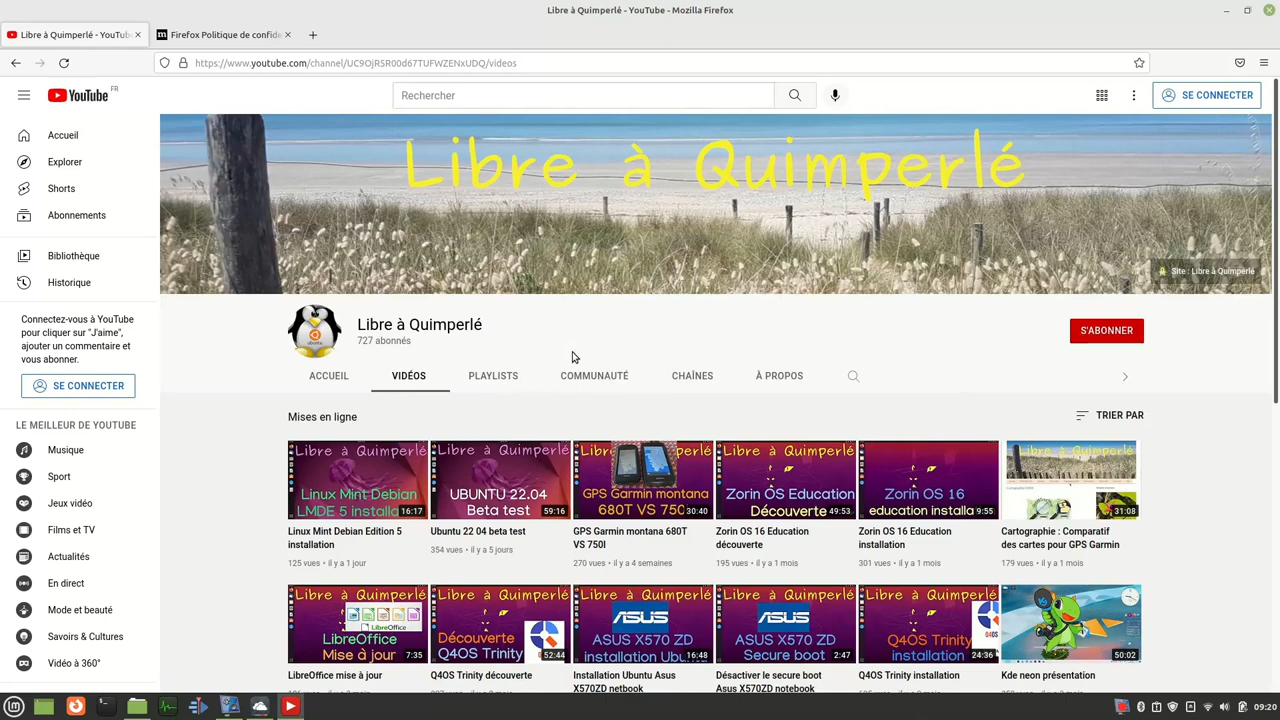 Libre à Quimperlé - YouTube - Mozilla Firefox
Libre à Quimperlé - YouTub
Firefox Politique de confide
https://www.youtube.com/channel/UC9OjRSR00d67TUFWZENxUDQ/videos
YouTube FR
Rechercher
SE CONNECTER
Accueil
Explorer
Shorts
Abonnements
Bibliothèque
Historique
Connectez-vous à YouTube
pour cliquer sur "J'aime",
ajouter un commentaire et
vous abonner.
SE CONNECTER
LE MEILLEUR DE YOUTUBE
Musique
Sport
Jeux vidéo
Films et TV
Actualités
En direct
Mode et beauté
Savoirs & Cultures
Vidéo à 360°
Libre à Quimperlé
Site : Libre à Quimperlé
ubuntu
Libre à Quimperlé
727 abonnés
S'ABONNER
ACCUEIL
VIDÉOS
PLAYLISTS
COMMUNAUTÉ
CHAÎNES
À PROPOS
Mises en ligne
TRIER PAR
Libre à Quimperlé
Linux Mint Debian
LMDE 5 installa
16:17
Linux Mint Debian Edition 5
installation
125 vues • il y a 1 jour
Libre à Quimperlé
UBUNTU 22.04
Beta test
59:16
Ubuntu 22 04 beta test
354 vues • il y a 5 jours
Libr
GPS Garmin montana
680T VS 750
30:40
GPS Garmin montana 680T
VS 750I
270 vues • il y a 4 semaines
Libre à Quimperlé
Zorin OS Education
Découverte
49:53
Zorin OS 16 Education
découverte
195 vues • il y a 1 mois
Libre à Quimperlé
Zorin OS 16
education installa
9:55
Zorin OS 16 Education
installation
301 vues • il y a 1 mois
31:08
Cartographie : Comparatif
des cartes pour GPS Garmin
179 vues • il y a 1 mois
Libre à Quimperlé
LibreOffice
LibreOffice
Mise à jour
7:35
LibreOffice mise à jour
Libre à Quimperlé
Découverte
Q4OS Trinity
52:44
Q4OS Trinity découverte
Libre à Quimperlé
ASUS
ASUS X570 ZD
installation Ubu
16:48
Installation Ubuntu Asus
X570ZD netbook
Libre à Quimperlé
ASUS
ASUS X570 ZD
Secure boot
2:47
Désactiver le secure boot
Asus X570ZD notebook
Libre à Quimperlé
Q4OS
Q4OS Trinity
installation
24:36
Q4OS Trinity installation
50:02
Kde neon présentation
09:20